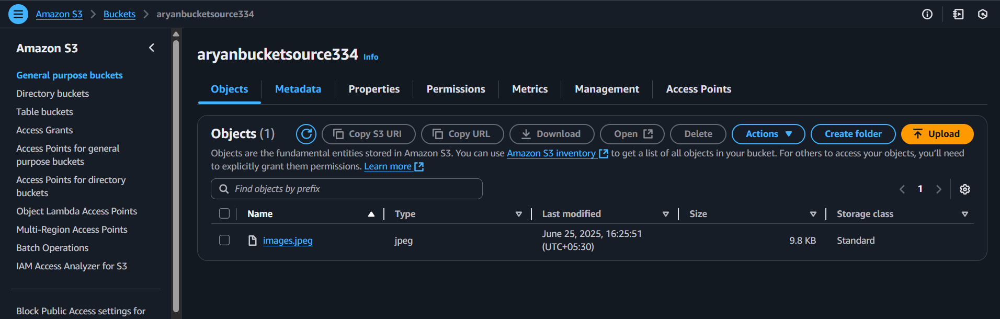 Amazon S3 > Buckets > aryanbucketsource334
Amazon S3
General purpose buckets
Directory buckets
Table buckets
Access Grants
Access Points for general
purpose buckets
Access Points for directory
buckets
Object Lambda Access Points
Multi-Region Access Points
Batch Operations
IAM Access Analyzer for S3
Block Public Access settings for
aryanbucketsource334 Info
Objects Metadata Properties Permissions Metrics Management Access Points
Objects (1) Copy S3 URI Copy URL Download Open Delete Actions Create folder Upload
Objects are the fundamental entities stored in Amazon S3. You can use Amazon S3 inventory to get a list of all objects in your bucket. For others to access your objects, you’ll need
to explicitly grant them permissions. Learn more
Find objects by prefix
1
Name Type Last modified Size Storage class
images.jpeg jpeg June 25, 2025, 16:25:51 9.8 KB Standard
(UTC+05:30)